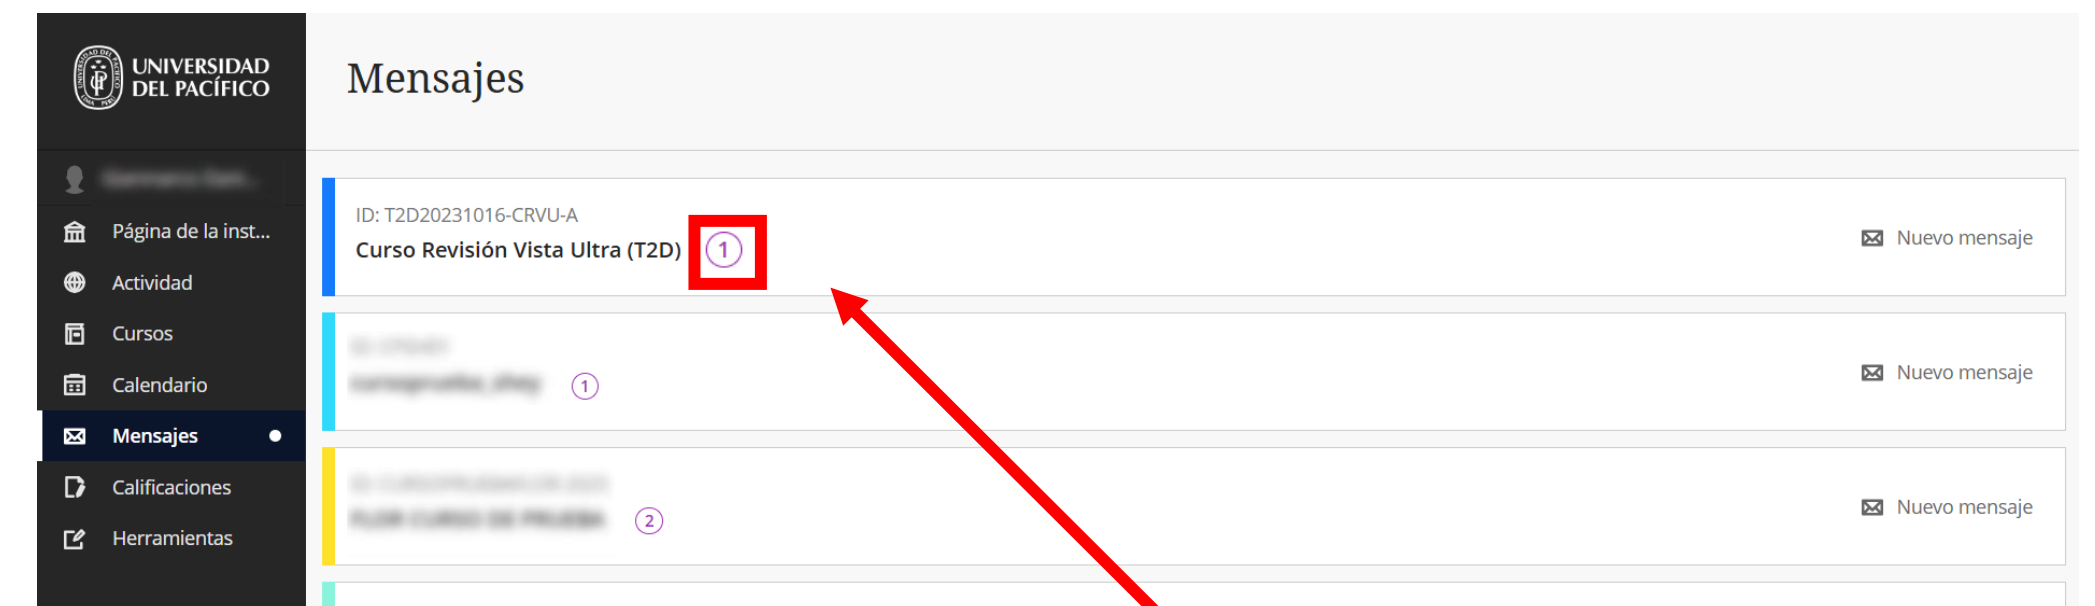 UNIVERSIDAD
DEL PACÍFICO
Mensajes
Página de la inst...
Actividad
Cursos
Calendario
Mensajes
Calificaciones
Herramientas
ID: T2D20231016-CRVU-A
Curso Revisión Vista Ultra (T2D) 1
Nuevo mensaje
1
Nuevo mensaje
2
Nuevo mensaje